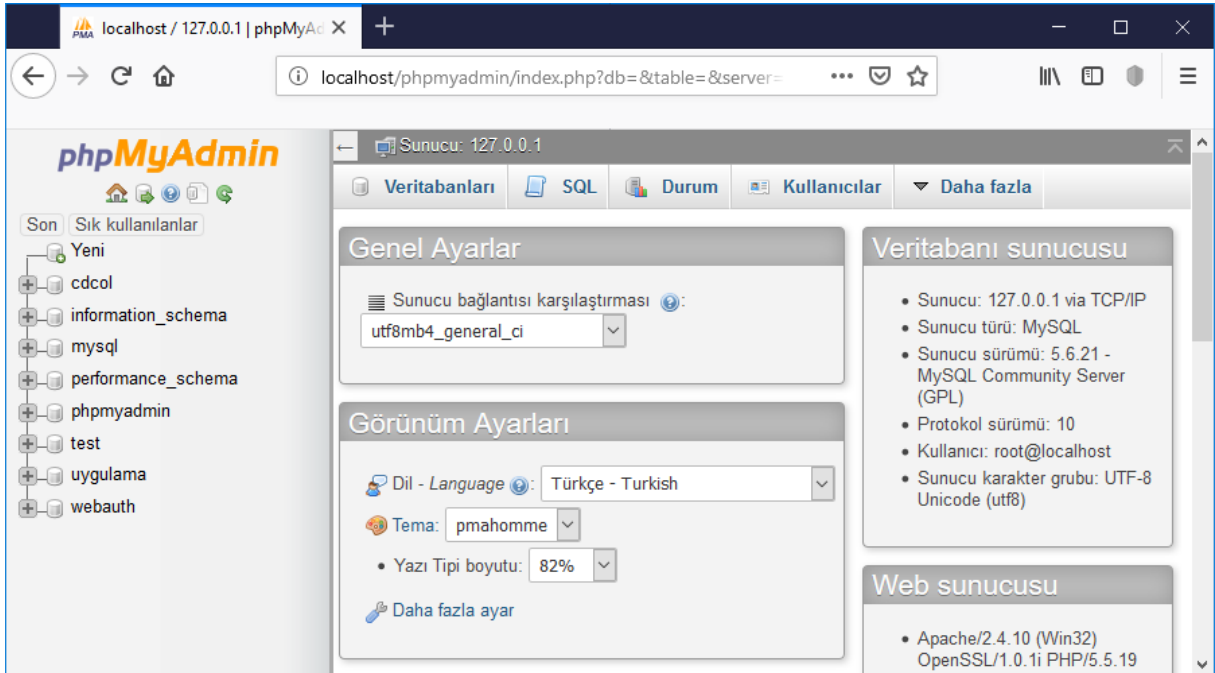 localhost / 127.0.0.1 | phpMyAd
localhost/phpmyadmin/index.php?db=&table=&server=
phpMyAdmin
Son
Sık kullanılanlar
Yeni
cdcol
information_schema
mysql
performance_schema
phpmyadmin
test
uygulama
webauth
Sunucu: 127.0.0.1
Veritabanları
SQL
Durum
Kullanıcılar
Daha fazla
Genel Ayarlar
Sunucu bağlantısı karşılaştırması :
utf8mb4_general_ci
Görünüm Ayarları
Dil - Language : Türkçe - Turkish
Tema: pmahomme
• Yazı Tipi boyutu: 82%
Daha fazla ayar
Veritabanı sunucusu
• Sunucu: 127.0.0.1 via TCP/IP
• Sunucu türü: MySQL
• Sunucu sürümü: 5.6.21 -
MySQL Community Server
(GPL)
• Protokol sürümü: 10
• Kullanıcı: root@localhost
• Sunucu karakter grubu: UTF-8
Unicode (utf8)
Web sunucusu
• Apache/2.4.10 (Win32)
OpenSSL/1.0.1i PHP/5.5.19